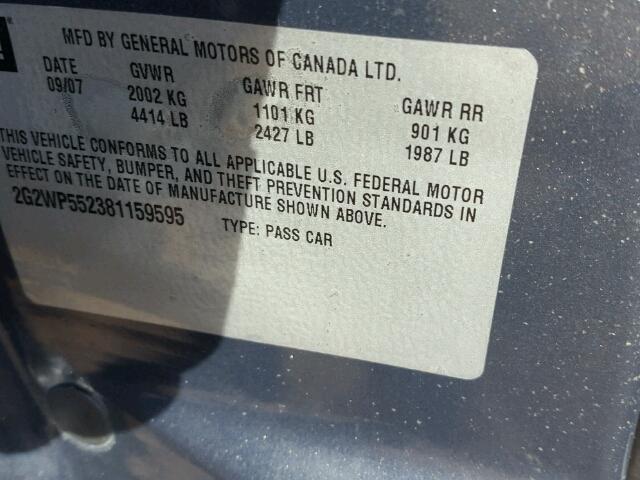 MFD BY GENERAL MOTORS OF CANADA LTD.
DATE GVWR GAWR FRT GAWR RR
09/07 2002 KG 1101 KG 901 KG
4414 LB 2427 LB 1987 LB
THIS VEHICLE CONFORMS TO ALL APPLICABLE U.S. FEDERAL MOTOR
VEHICLE SAFETY, BUMPER, AND THEFT PREVENTION STANDARDS IN
EFFECT ON THE DATE OF MANUFACTURE SHOWN ABOVE.
2G2WP552381159595 TYPE: PASS CAR